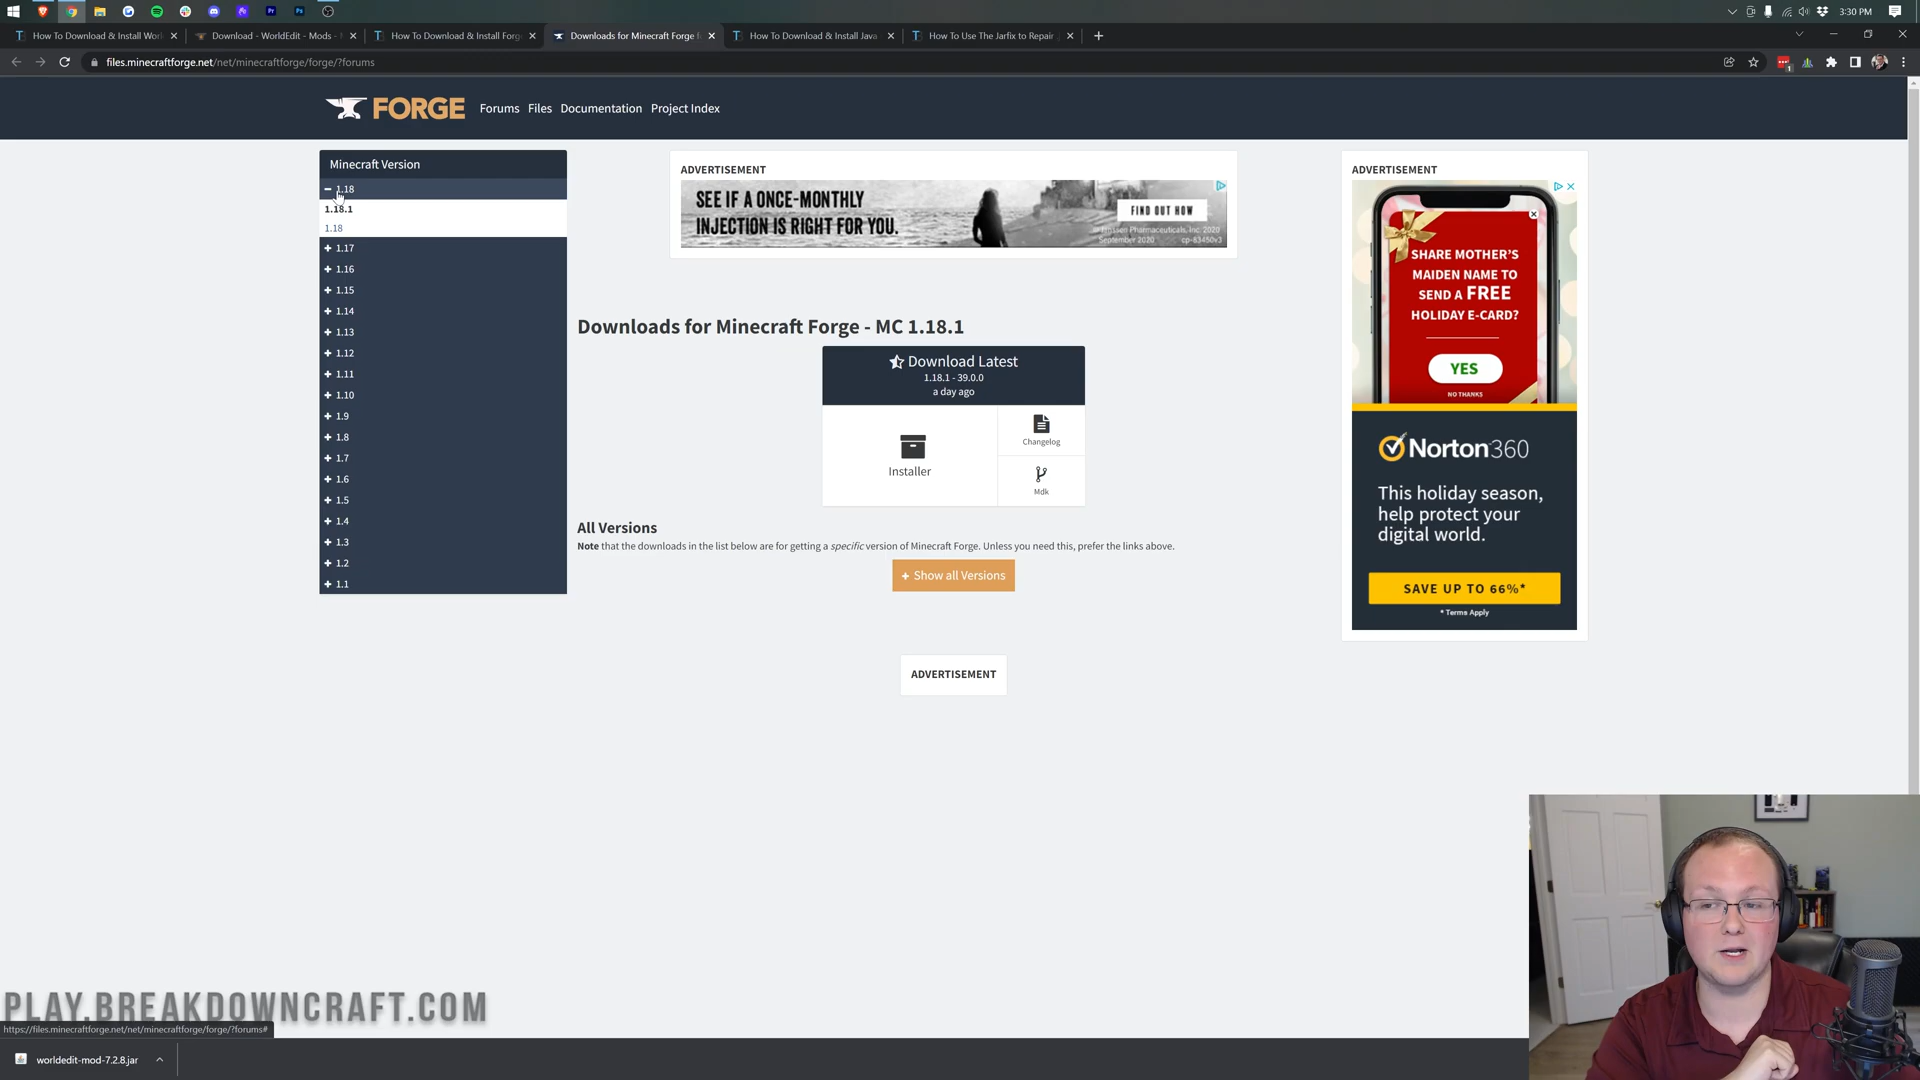 3:30 PM
How To Download & Install Wor
Download - WorldEdit - Mods -
How To Download & Install Forg
Downloads for Minecraft Forge f
How To Download & Install Java
How To Use The Jarfix to Repair
files.minecraftforge.net/net/minecraftforge/forge/?forums
FORGE
Forums
Files
Documentation
Project Index
Minecraft Version
1.18
1.18.1
1.18
1.17
1.16
1.15
1.14
1.13
1.12
1.11
1.10
1.9
1.8
1.7
1.6
1.5
1.4
1.3
1.2
1.1
ADVERTISEMENT
SEE IF A ONCE-MONTHLY
INJECTION IS RIGHT FOR YOU.
FIND OUT HOW
© Janssen Pharmaceuticals, Inc. 2020
September 2020 cp-83450v3
Downloads for Minecraft Forge - MC 1.18.1
Download Latest
1.18.1 - 39.0.0
a day ago
Installer
Changelog
Mdk
All Versions
Note that the downloads in the list below are for getting a specific version of Minecraft Forge. Unless you need this, prefer the links above.
+ Show all Versions
ADVERTISEMENT
ADVERTISEMENT
SHARE MOTHER'S
MAIDEN NAME TO
SEND A FREE
HOLIDAY E-CARD?
YES
NO THANKS
Norton360
This holiday season,
help protect your
digital world.
SAVE UP TO 66%*
* Terms Apply
PLAY.BREAKDOWNCRAFT.COM
https://files.minecraftforge.net/net/minecraftforge/forge/?forums#
worldedit-mod-7.2.8.jar